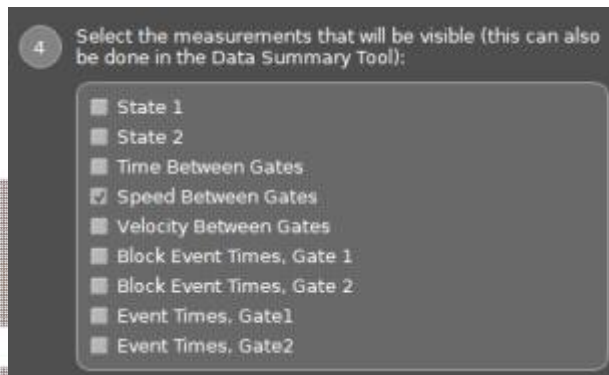 4
Select the measurements that will be visible (this can also
be done in the Data Summary Tool):
State 1
State 2
Time Between Gates
Speed Between Gates
Velocity Between Gates
Block Event Times, Gate 1
Block Event Times, Gate 2
Event Times, Gate1
Event Times, Gate2